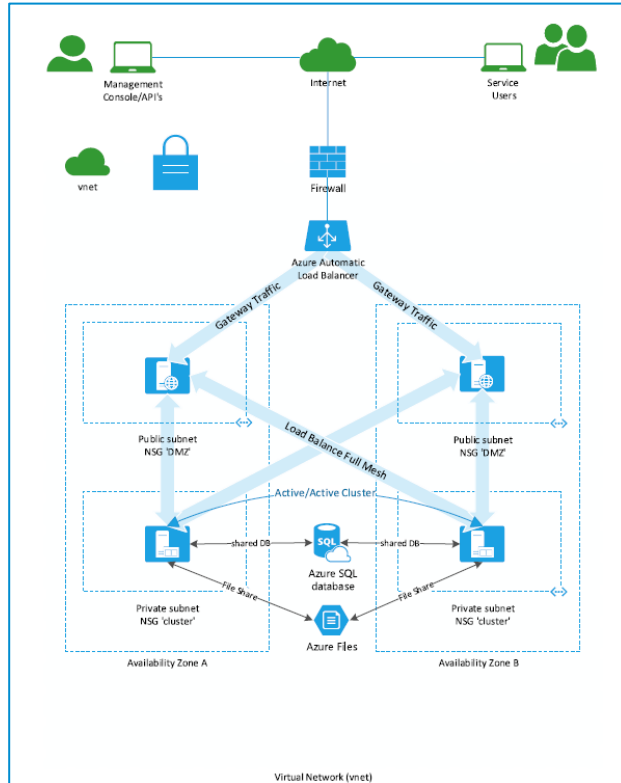 Management
Console/API's
Internet
Service
Users
vnet
Firewall
Azure Automatic
Load Balancer
Gateway Traffic
Gateway Traffic
Public subnet
NSG 'DMZ'
Load Balance Full Mesh
Public subnet
NSG 'DMZ'
Active/Active Cluster
shared DB
SQL
shared DB
Azure SQL
database
File Share
File Share
Private subnet
NSG 'cluster'
Azure Files
Private subnet
NSG 'cluster'
Availability Zone A
Availability Zone B
Virtual Network (vnet)